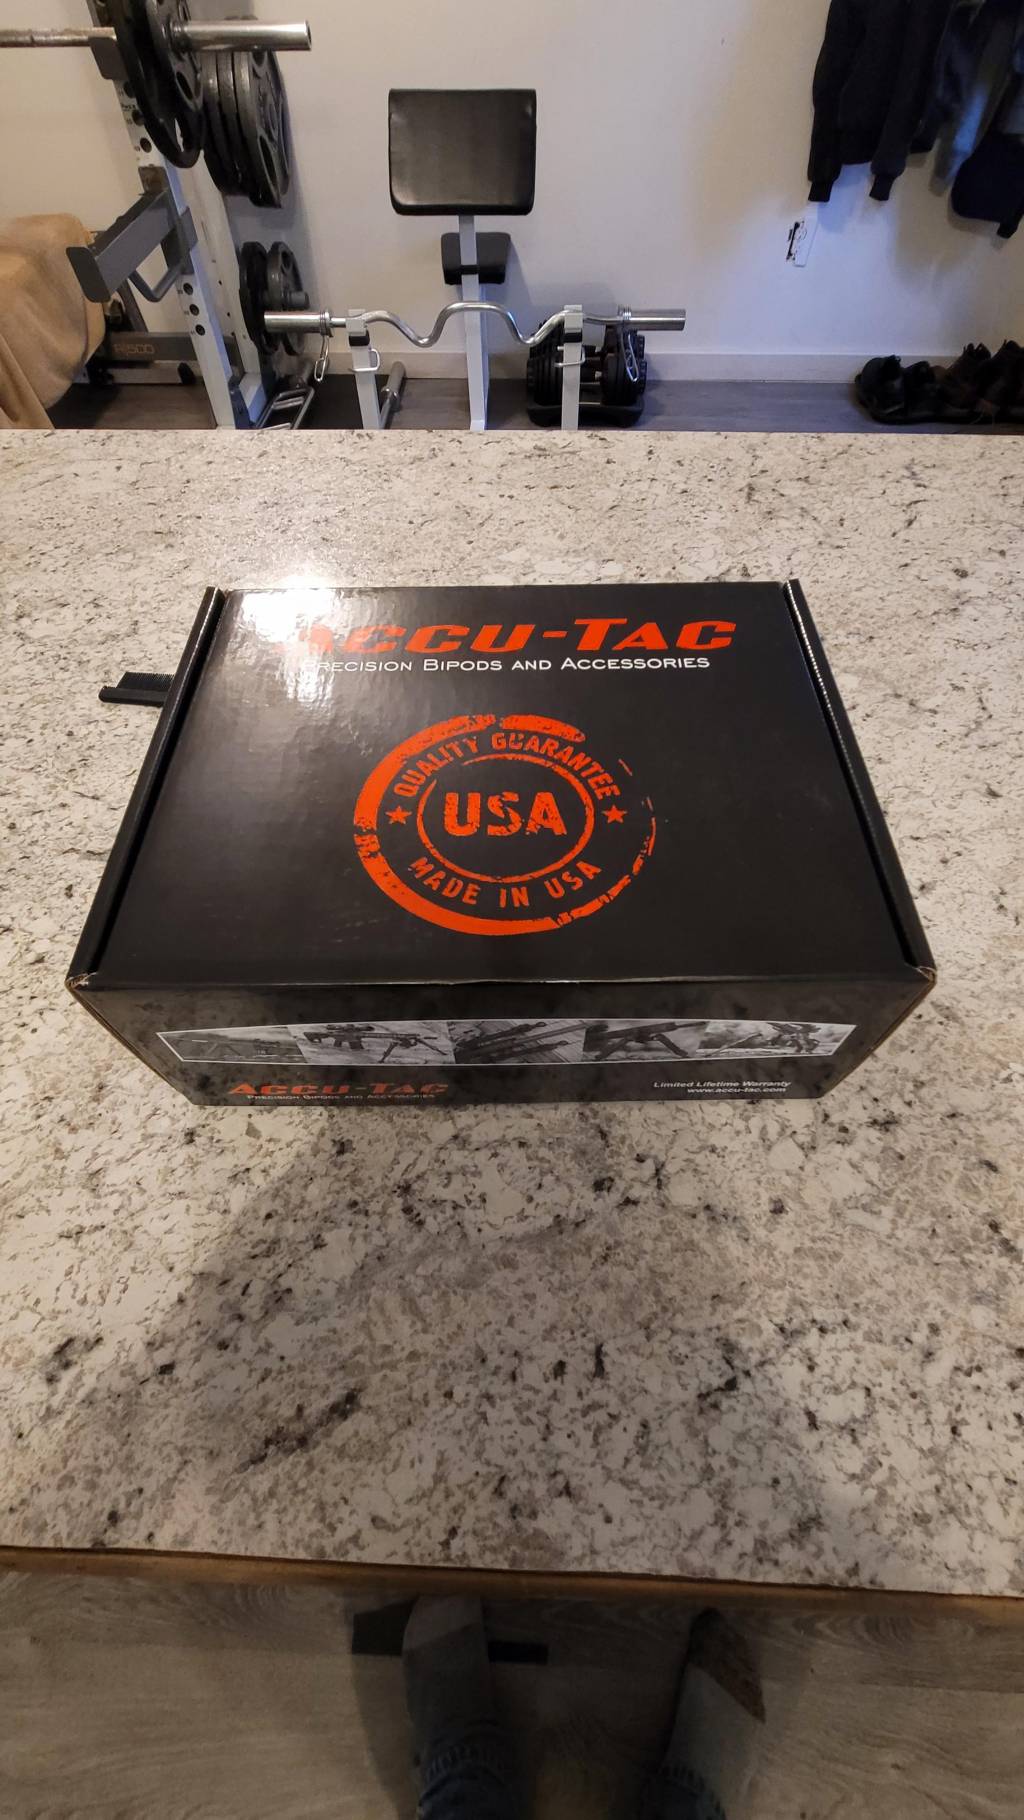 R500
ACCU-TAC
PRECISION BIPODS AND ACCESSORIES
QUALITY GUARANTEE
USA
MADE IN USA
ACCU-TAC
PRECISION BIPODS AND ACCESSORIES
Limited Lifetime Warranty
www.accu-tac.com